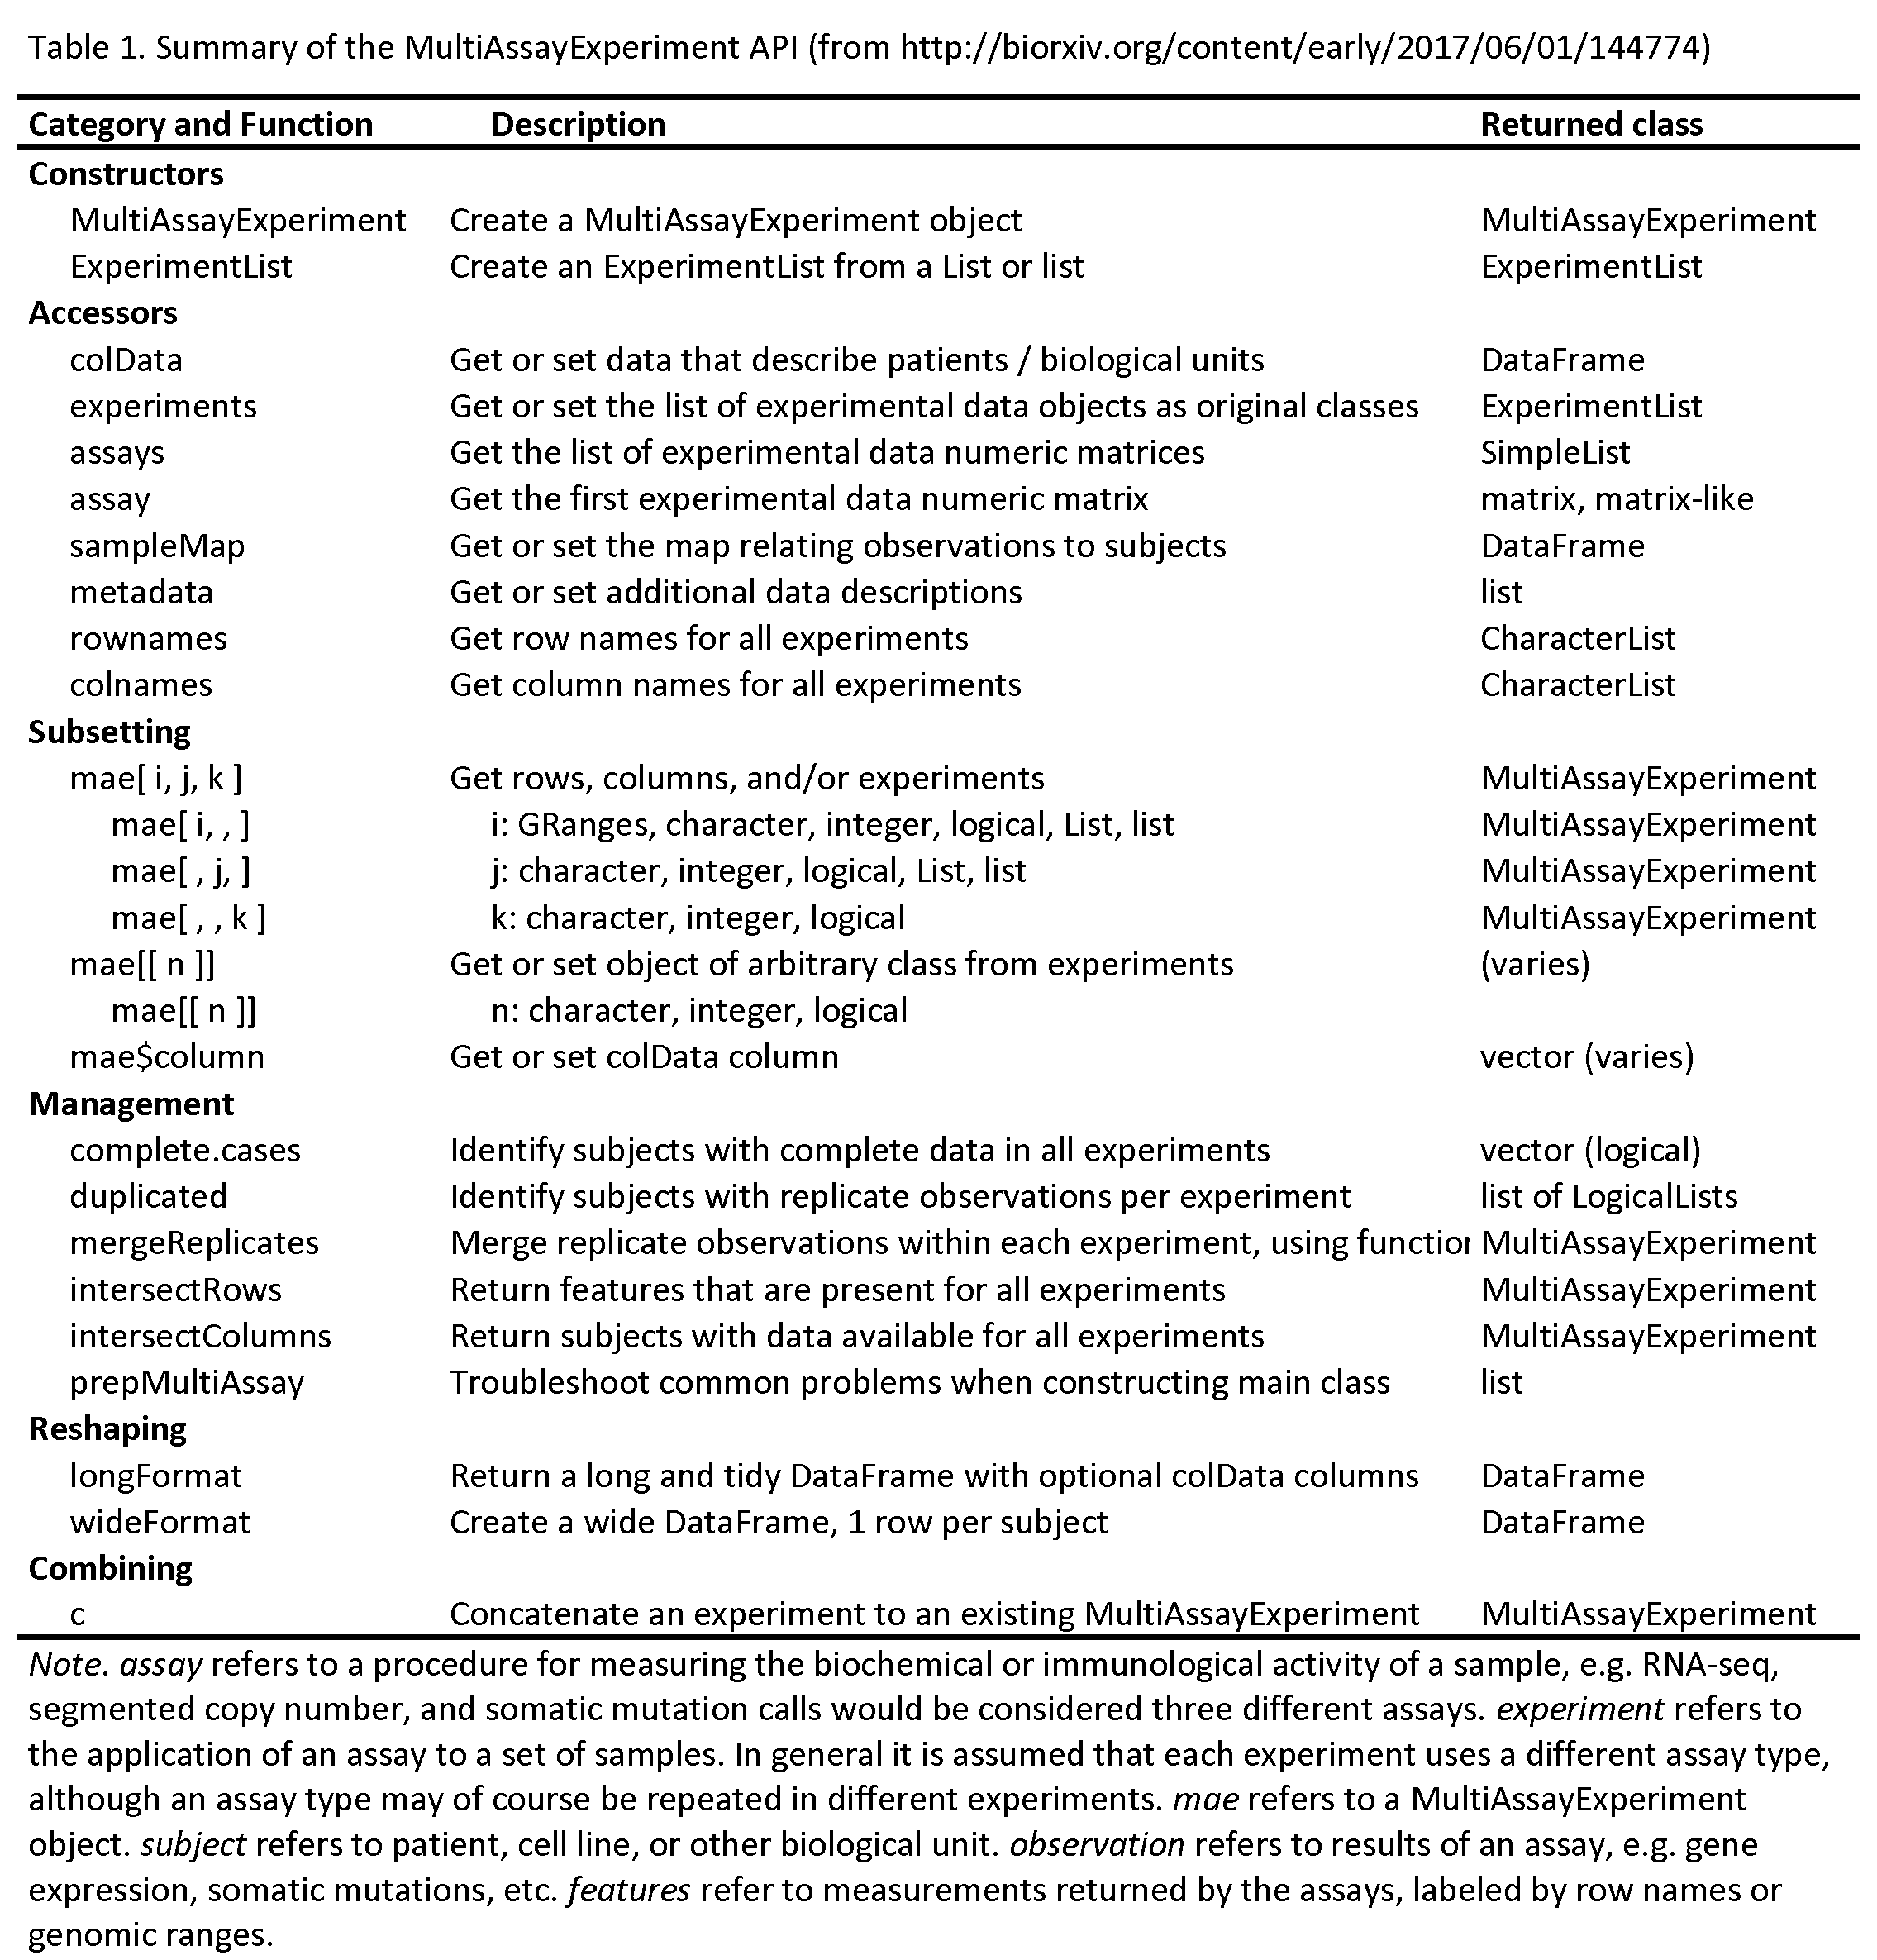 Table 1. Summary of the MultiAssayExperiment API (from http://biorxiv.org/content/early/2017/06/01/144774)
Category and Function Description Returned class
Constructors
MultiAssayExperiment Create a MultiAssayExperiment object MultiAssayExperiment
ExperimentList Create an ExperimentList from a List or list ExperimentList
Accessors
colData Get or set data that describe patients / biological units DataFrame
experiments Get or set the list of experimental data objects as original classes ExperimentList
assays Get the list of experimental data numeric matrices SimpleList
assay Get the first experimental data numeric matrix matrix, matrix-like
sampleMap Get or set the map relating observations to subjects DataFrame
metadata Get or set additional data descriptions list
rownames Get row names for all experiments CharacterList
colnames Get column names for all experiments CharacterList
Subsetting
mae[ i, j, k ] Get rows, columns, and/or experiments MultiAssayExperiment
mae[ i, , ] i: GRanges, character, integer, logical, List, list MultiAssayExperiment
mae[ , j, ] j: character, integer, logical, List, list MultiAssayExperiment
mae[ , , k ] k: character, integer, logical MultiAssayExperiment
mae[[ n ]] Get or set object of arbitrary class from experiments (varies)
mae[[ n ]] n: character, integer, logical
mae$column Get or set colData column vector (varies)
Management
complete.cases Identify subjects with complete data in all experiments vector (logical)
duplicated Identify subjects with replicate observations per experiment list of LogicalLists
mergeReplicates Merge replicate observations within each experiment, using function MultiAssayExperiment
intersectRows Return features that are present for all experiments MultiAssayExperiment
intersectColumns Return subjects with data available for all experiments MultiAssayExperiment
prepMultiAssay Troubleshoot common problems when constructing main class list
Reshaping
longFormat Return a long and tidy DataFrame with optional colData columns DataFrame
wideFormat Create a wide DataFrame, 1 row per subject DataFrame
Combining
c Concatenate an experiment to an existing MultiAssayExperiment MultiAssayExperiment
Note. assay refers to a procedure for measuring the biochemical or immunological activity of a sample, e.g. RNA-seq,
segmented copy number, and somatic mutation calls would be considered three different assays. experiment refers to
the application of an assay to a set of samples. In general it is assumed that each experiment uses a different assay type,
although an assay type may of course be repeated in different experiments. mae refers to a MultiAssayExperiment
object. subject refers to patient, cell line, or other biological unit. observation refers to results of an assay, e.g. gene
expression, somatic mutations, etc. features refer to measurements returned by the assays, labeled by row names or
genomic ranges.